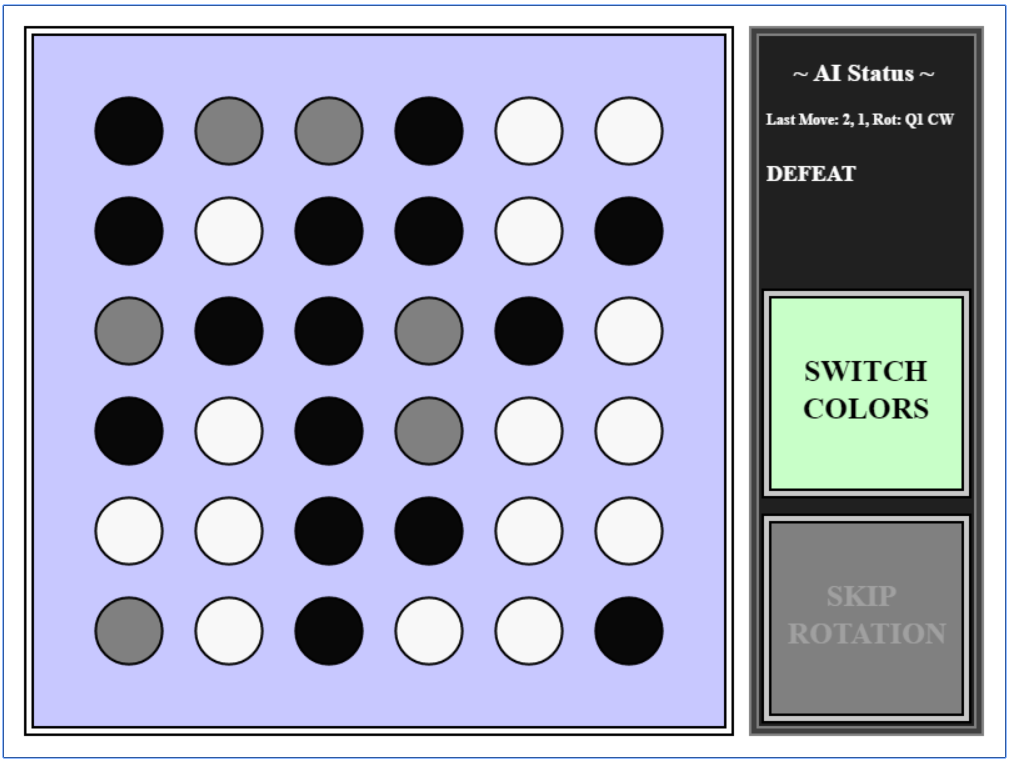 ~ AI Status ~
Last Move: 2, 1, Rot: Q1 CW
DEFEAT
SWITCH
COLORS
SKIP
ROTATION